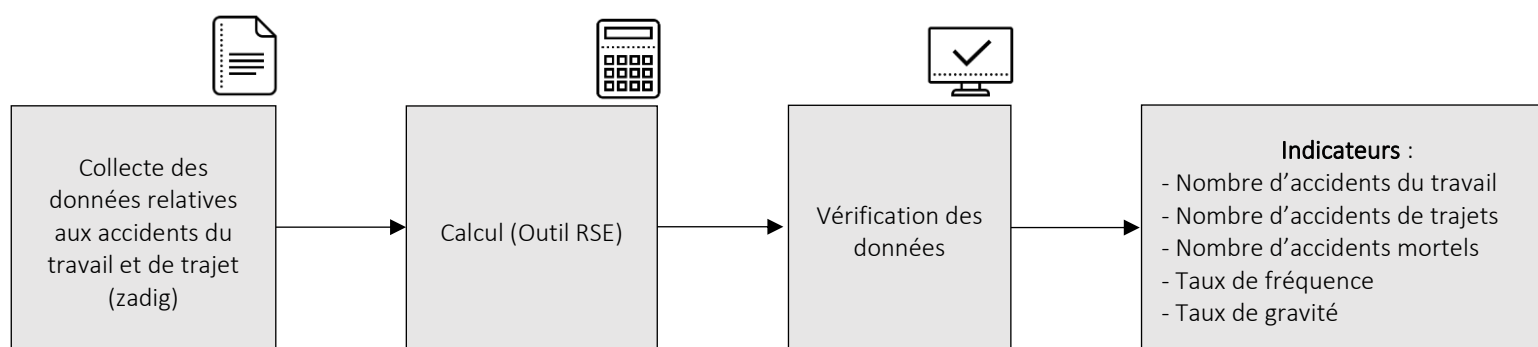 Collecte des
données relatives
aux accidents du
travail et de trajet
(zadig)
Calcul (Outil RSE)
Vérification des
données
Indicateurs :
- Nombre d’accidents du travail
- Nombre d’accidents de trajets
- Nombre d’accidents mortels
- Taux de fréquence
- Taux de gravité